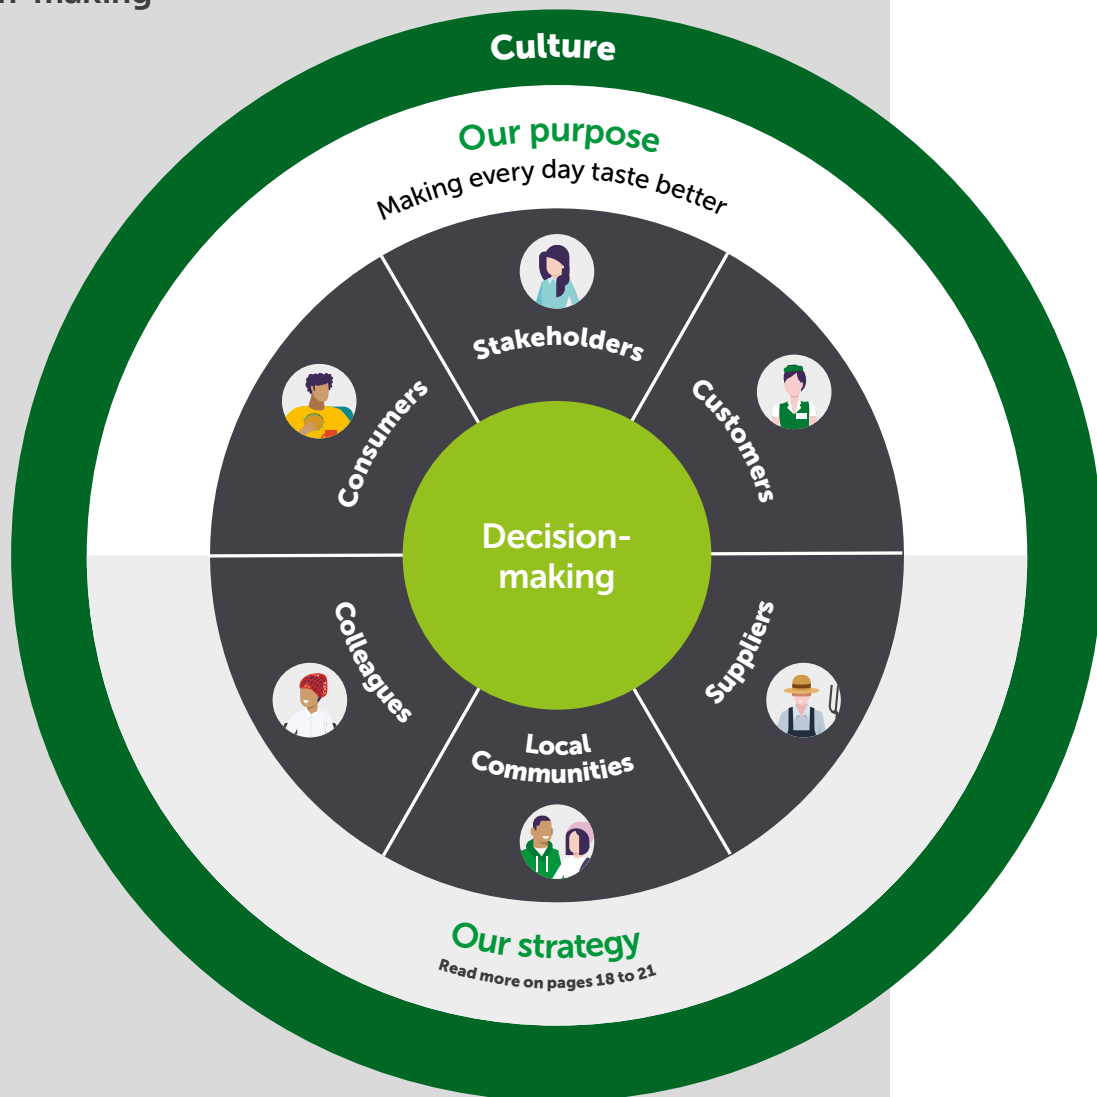 Culture
Our purpose
Making every day taste better
Stakeholders
Consumers
Customers
Decision-
making
Colleagues
Suppliers
Local
Communities
Our strategy
Read more on pages 18 to 21